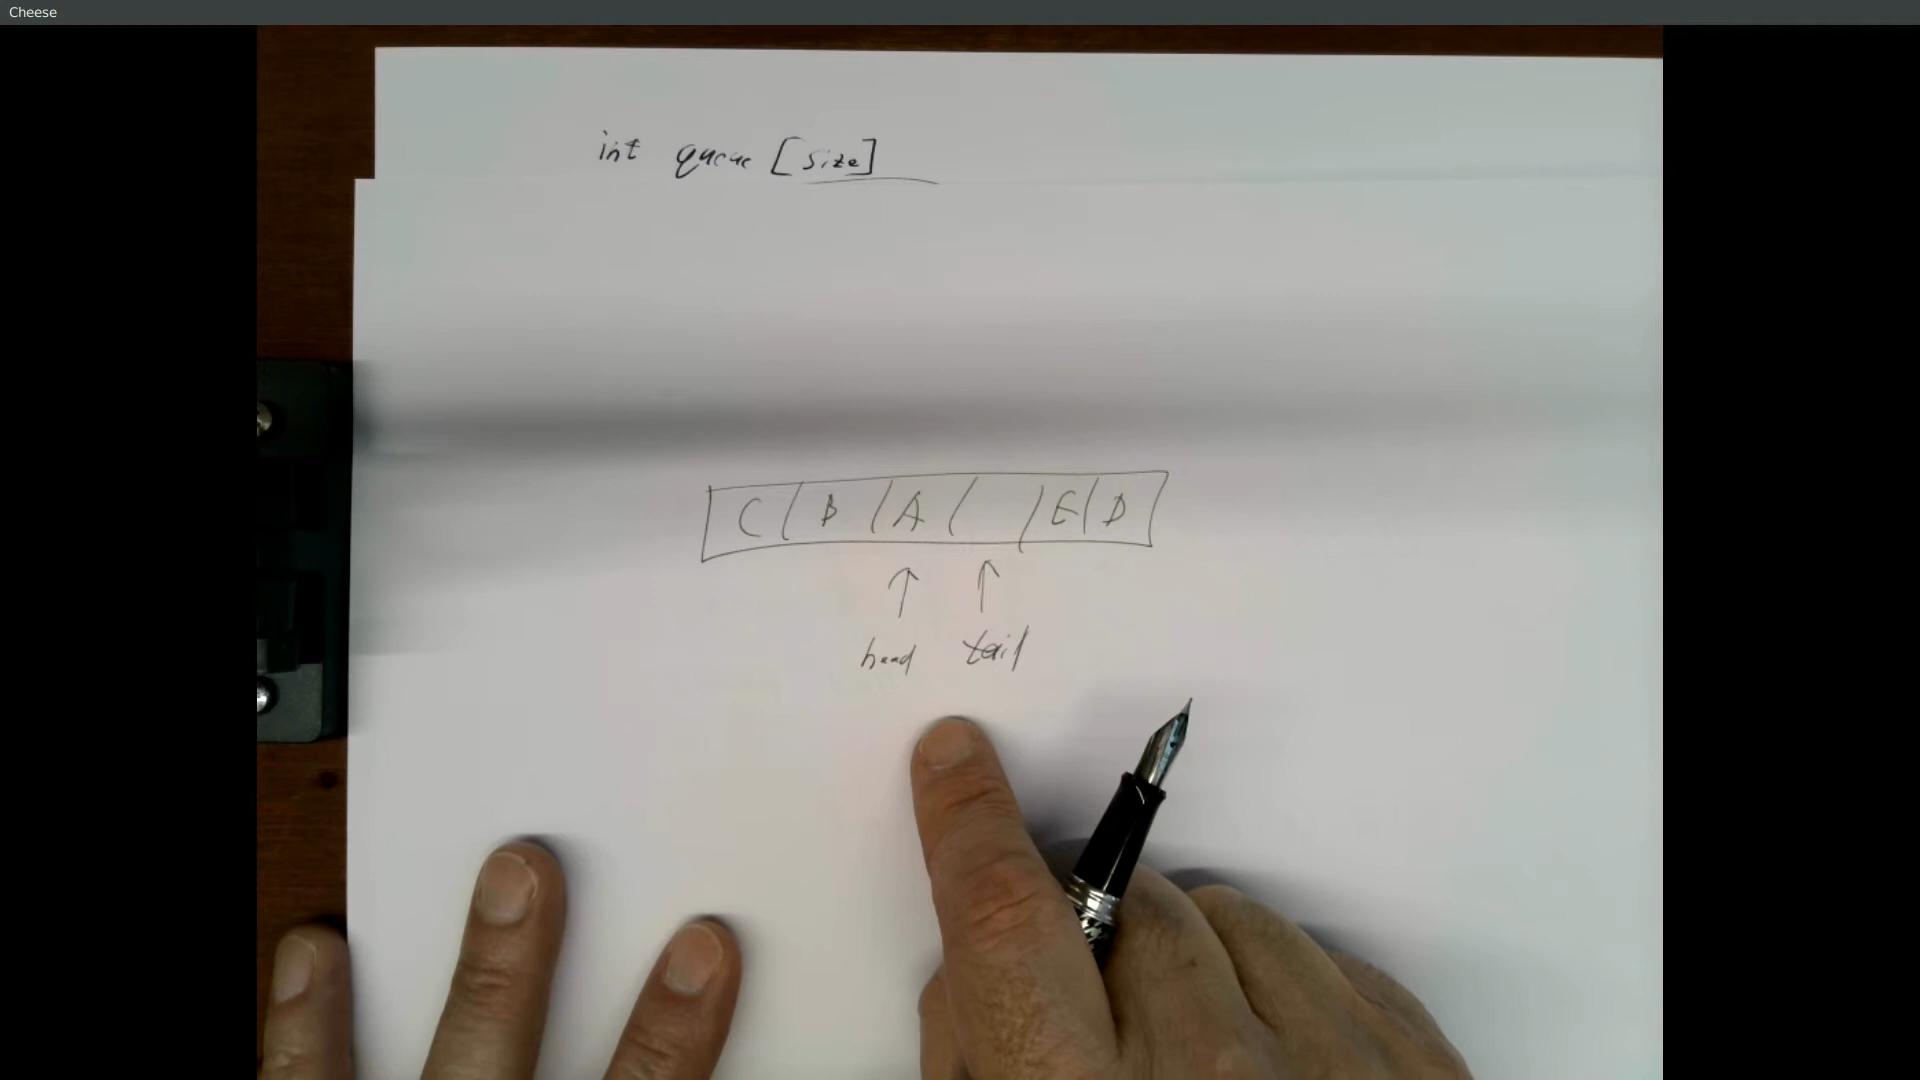 Cheese
int queue [size]
C B A E D
↑ ↑
head tail